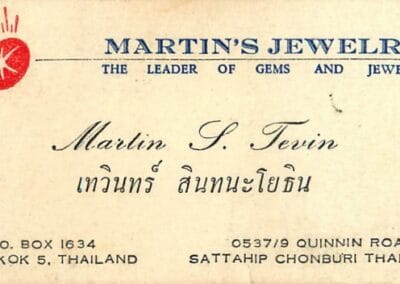 K
MARTIN'S JEWELR
THE LEADER OF GEMS AND JEWE
Martin S. Tevin
เทวินทร์ สินทนะโยธิน
O. BOX 1634
KOK 5, THAILAND
0537/9 QUINNIN ROA
SATTAHIP CHONBURI THA